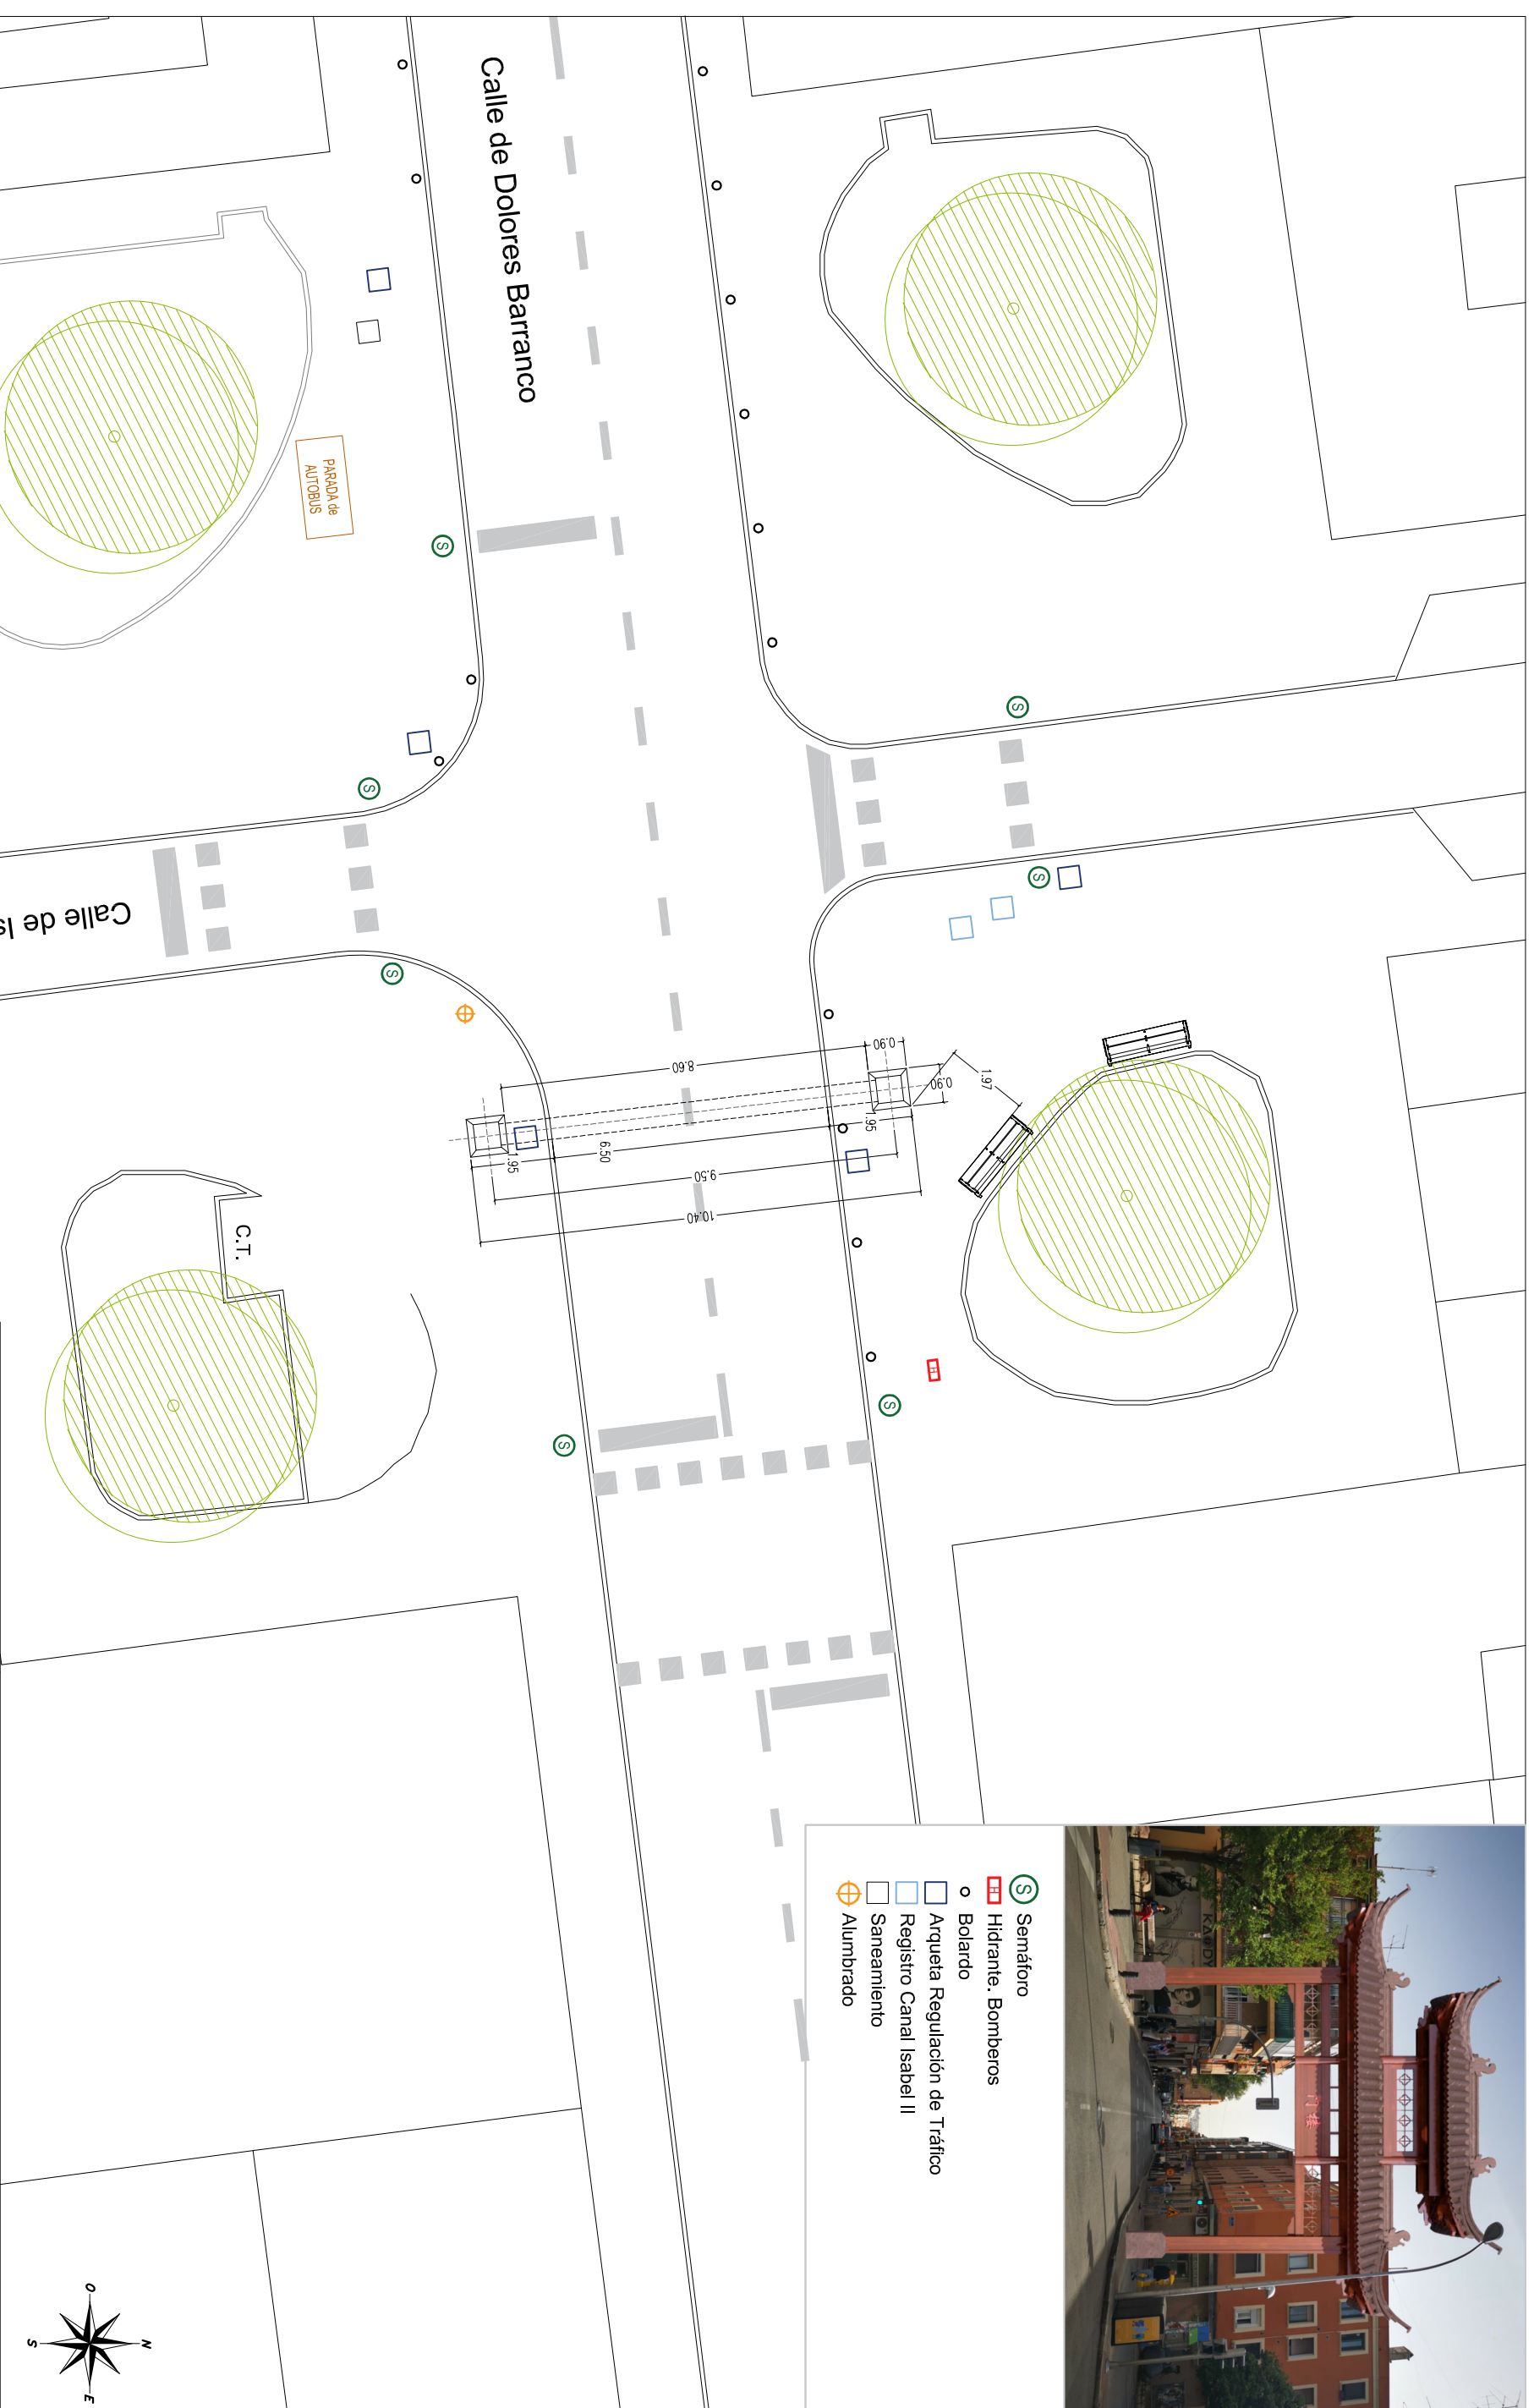 Calle de Dolores Barranco
PARADA de
AUTOBUS
S
S
S
S
S
S
S
Calle de Is
C.T.
H
8.60
0.90
0.90
1.97
1.95
1.95
6.50
9.50
10.40
S Semáforo
H Hidrante. Bomberos
Bolardo
Arqueta Regulación de Tráfico
Registro Canal Isabel II
Saneamiento
Alumbrado
N
O
E
S